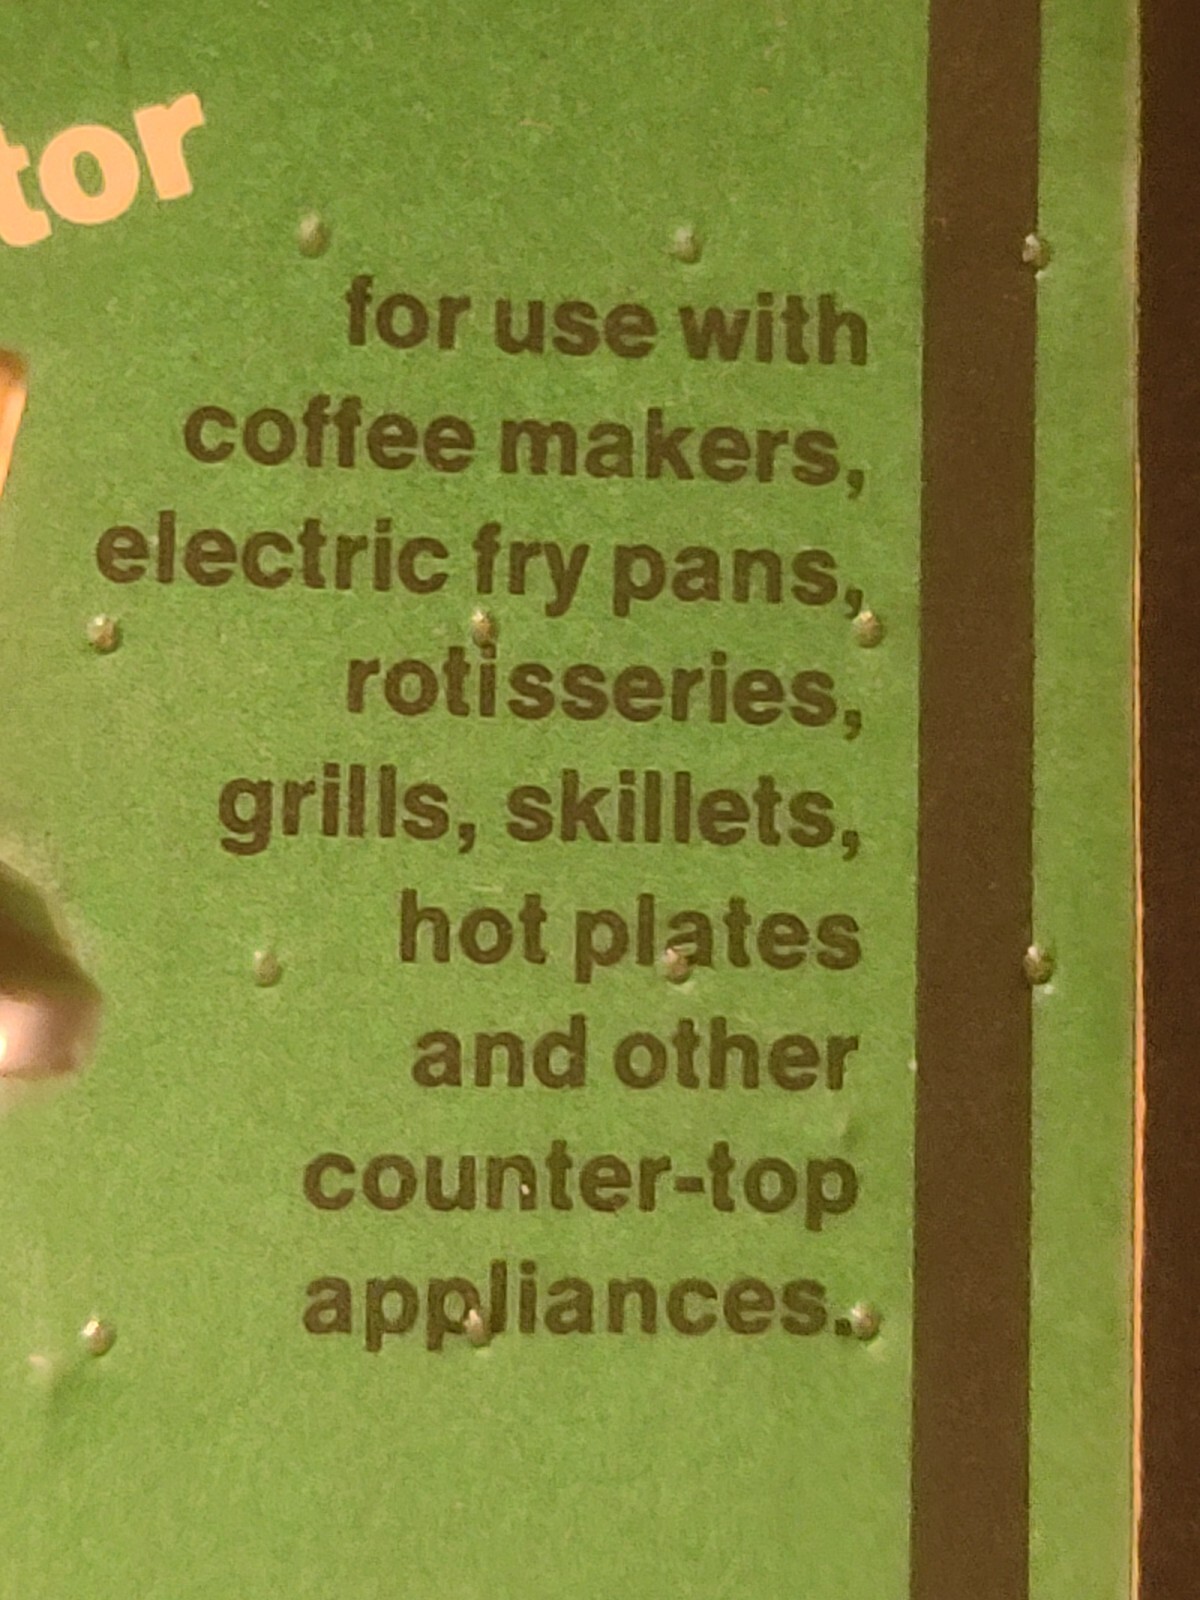 tor
for use with
coffee makers,
electric fry pans,
rotisseries,
grills, skillets,
hot plates
and other
counter-top
appliances.